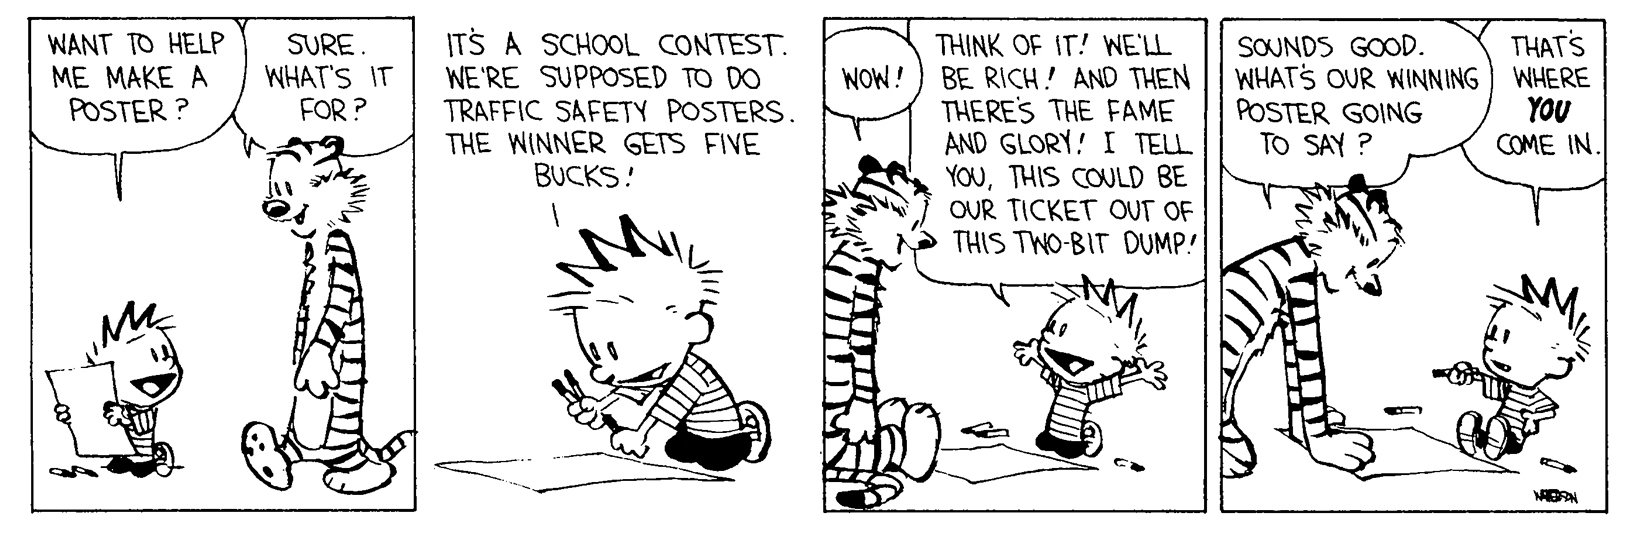 WANT TO HELP
ME MAKE A
POSTER?
SURE.
WHAT'S IT
FOR?
IT'S A SCHOOL CONTEST.
WE'RE SUPPOSED TO DO
TRAFFIC SAFETY POSTERS.
THE WINNER GETS FIVE
BUCKS!
WOW!
THINK OF IT! WE'LL
BE RICH! AND THEN
THERE'S THE FAME
AND GLORY! I TELL
YOU, THIS COULD BE
OUR TICKET OUT OF
THIS TWO-BIT DUMP!
SOUNDS GOOD.
WHAT'S OUR WINNING
POSTER GOING
TO SAY?
THAT'S
WHERE
YOU
COME IN.
WATTERSON